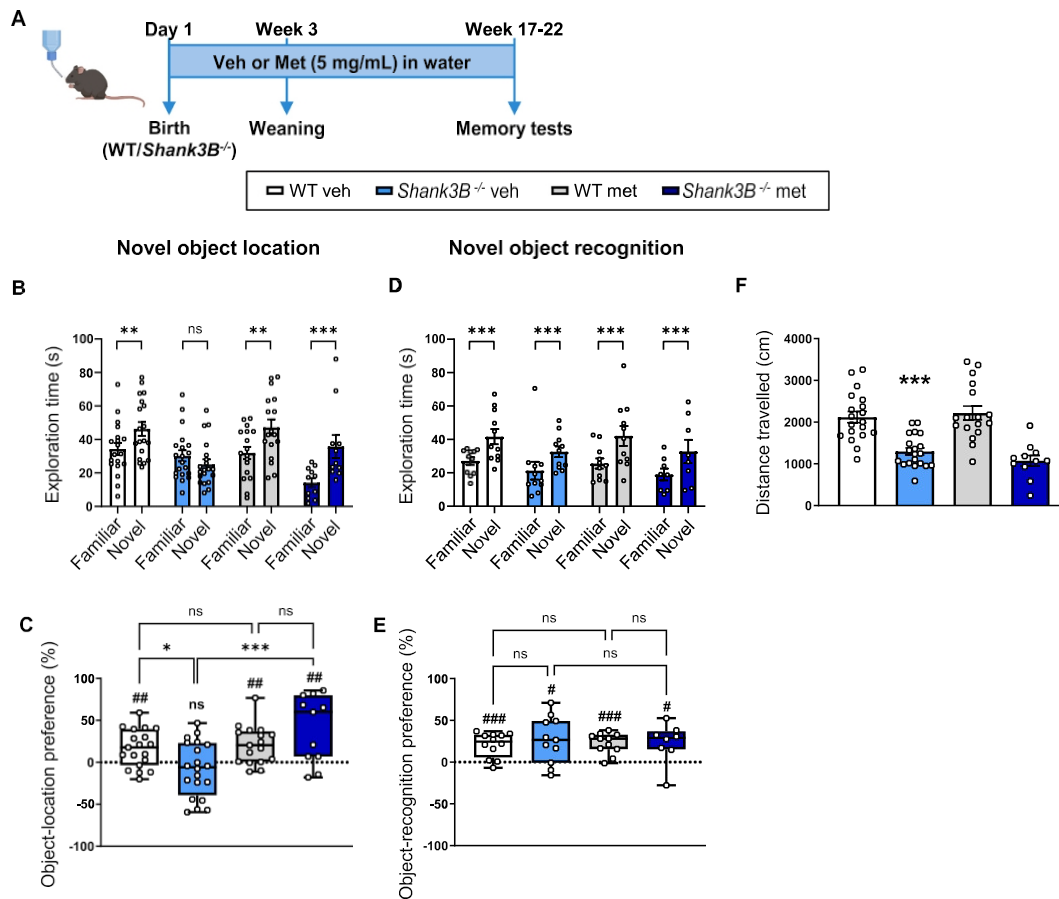 A
Day 1 Week 3 Week 17-22
Veh or Met (5 mg/mL) in water
Birth Weaning Memory tests
(WT/Shank3B-/-)
WT veh Shank3B -/- veh WT met Shank3B -/- met
Novel object location Novel object recognition
B
Exploration time (s)
100
80
60
40
20
0
** ns ** ***
Familiar Novel Familiar Novel Familiar Novel Familiar Novel
D
Exploration time (s)
100
80
60
40
20
0
*** *** *** ***
Familiar Novel Familiar Novel Familiar Novel Familiar Novel
F
Distance travelled (cm)
4000
3000
2000
1000
0
***
C
Object-location preference (%)
100
50
0
-50
-100
ns ns
* ***
## ns ## ##
E
Object-recognition preference (%)
100
50
0
-50
-100
ns ns
ns ns
### # ### #